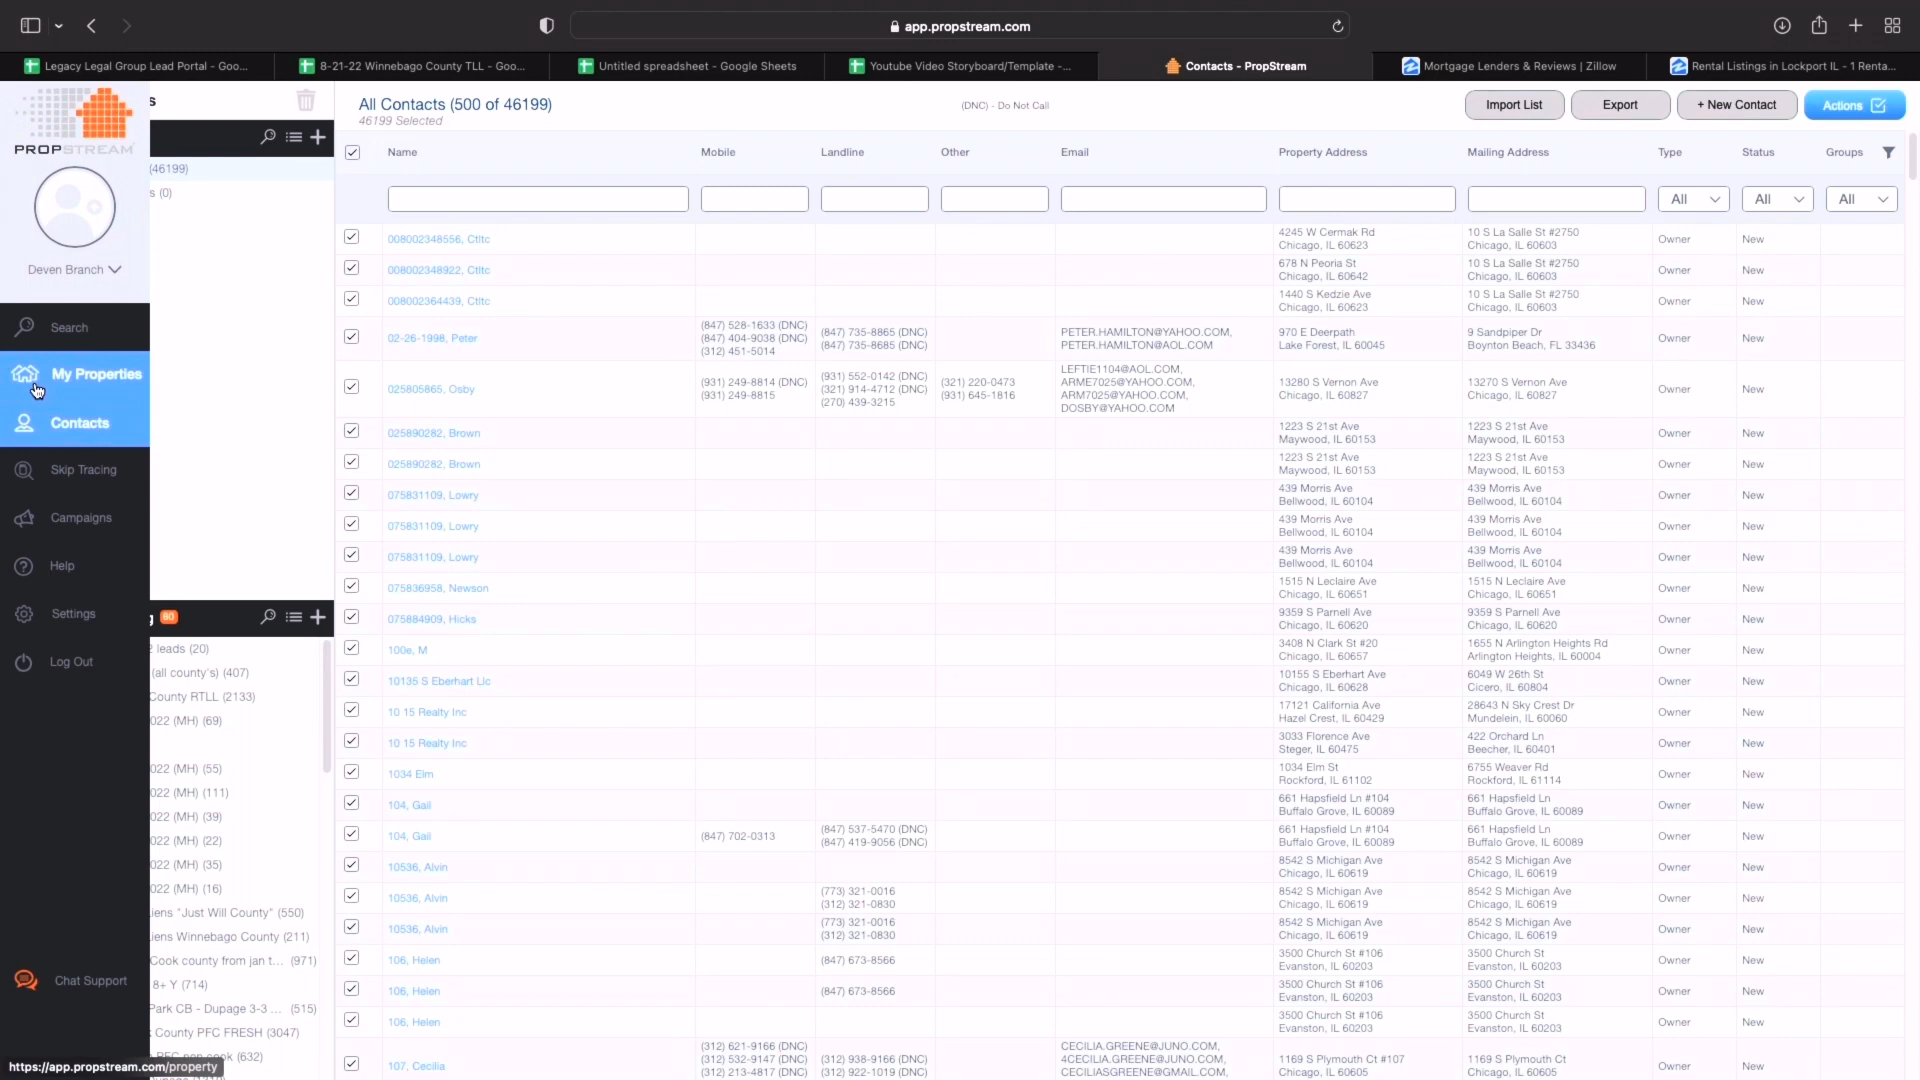 app.propstream.com
Legacy Legal Group Lead Portal - Goo...
8-21-22 Winnebago County TLL - Goo...
Untitled spreadsheet - Google Sheets
Youtube Video Storyboard/Template -...
Contacts - PropStream
Mortgage Lenders & Reviews | Zillow
Rental Listings in Lockport IL - 1 Renta...
PROPSTREAM
Deven Branch
Search
My Properties
Contacts
Skip Tracing
Campaigns
Help
Settings
Log Out
Chat Support
https://app.propstream.com/property
s
(46199)
s (0)
g 60
2 leads (20)
(all county's) (407)
County RTLL (2133)
022 (MH) (69)
022 (MH) (55)
022 (MH) (111)
022 (MH) (39)
022 (MH) (22)
022 (MH) (35)
022 (MH) (16)
iens "Just Will County" (550)
iens Winnebago County (211)
Cook county from jan t... (971)
8+ Y (714)
Park CB - Dupage 3-3 ... (515)
County PFC FRESH (3047)
PFC non cook (632)
All Contacts (500 of 46199)
46199 Selected
(DNC) - Do Not Call
Import List
Export
+ New Contact
Actions
Name Mobile Landline Other Email Property Address Mailing Address Type Status Groups
All All All
008002348556, Ctltc 4245 W Cermak Rd 10 S La Salle St #2750 Owner New
Chicago, IL 60623 Chicago, IL 60603
008002348922, Ctltc 678 N Peoria St 10 S La Salle St #2750 Owner New
Chicago, IL 60642 Chicago, IL 60603
008002364439, Ctltc 1440 S Kedzie Ave 10 S La Salle St #2750 Owner New
Chicago, IL 60623 Chicago, IL 60603
(847) 528-1633 (DNC)
(847) 735-8865 (DNC) PETER.HAMILTON@YAHOO.COM, 970 E Deerpath 9 Sandpiper Dr
02-26-1998, Peter (847) 404-9038 (DNC) Owner New
(847) 735-8685 (DNC) PETER.HAMILTON@AOL.COM Lake Forest, IL 60045 Boynton Beach, FL 33436
(312) 451-5014
LEFTIE1104@AOL.COM,
(931) 249-8814 (DNC) (931) 552-0142 (DNC) (321) 220-0473 ARME7025@YAHOO.COM, 13280 S Vernon Ave 13270 S Vernon Ave
025805865, Osby (321) 914-4712 (DNC) Owner New
(931) 249-8815 (270) 439-3215 (931) 645-1816 ARM7025@YAHOO.COM, Chicago, IL 60827 Chicago, IL 60827
DOSBY@YAHOO.COM
025890282, Brown 1223 S 21st Ave 1223 S 21st Ave Owner New
Maywood, IL 60153 Maywood, IL 60153
025890282, Brown 1223 S 21st Ave 1223 S 21st Ave Owner New
Maywood, IL 60153 Maywood, IL 60153
075831109, Lowry 439 Morris Ave 439 Morris Ave Owner New
Bellwood, IL 60104 Bellwood, IL 60104
075831109, Lowry 439 Morris Ave 439 Morris Ave Owner New
Bellwood, IL 60104 Bellwood, IL 60104
075831109, Lowry 439 Morris Ave 439 Morris Ave Owner New
Bellwood, IL 60104 Bellwood, IL 60104
075836958, Newson 1515 N Leclaire Ave 1515 N Leclaire Ave Owner New
Chicago, IL 60651 Chicago, IL 60651
075884909, Hicks 9359 S Parnell Ave 9359 S Parnell Ave Owner New
Chicago, IL 60620 Chicago, IL 60620
100e, M 3408 N Clark St #20 1655 N Arlington Heights Rd Owner New
Chicago, IL 60657 Arlington Heights, IL 60004
10135 S Eberhart Llc 10155 S Eberhart Ave 6049 W 26th St Owner New
Chicago, IL 60628 Cicero, IL 60804
10 15 Realty Inc 17121 California Ave 28643 N Sky Crest Dr Owner New
Hazel Crest, IL 60429 Mundelein, IL 60060
10 15 Realty Inc 3033 Florence Ave 422 Orchard Ln Owner New
Steger, IL 60475 Beecher, IL 60401
1034 Elm 1034 Elm St 6755 Weaver Rd Owner New
Rockford, IL 61102 Rockford, IL 61114
104, Gail 661 Hapsfield Ln #104 661 Hapsfield Ln Owner New
Buffalo Grove, IL 60089 Buffalo Grove, IL 60089
104, Gail (847) 702-0313 (847) 537-5470 (DNC) 661 Hapsfield Ln #104 661 Hapsfield Ln Owner New
(847) 419-9056 (DNC) Buffalo Grove, IL 60089 Buffalo Grove, IL 60089
10536, Alvin 8542 S Michigan Ave 8542 S Michigan Ave Owner New
Chicago, IL 60619 Chicago, IL 60619
10536, Alvin (773) 321-0016 8542 S Michigan Ave 8542 S Michigan Ave Owner New
(312) 321-0830 Chicago, IL 60619 Chicago, IL 60619
10536, Alvin (773) 321-0016 8542 S Michigan Ave 8542 S Michigan Ave Owner New
(312) 321-0830 Chicago, IL 60619 Chicago, IL 60619
106, Helen (847) 673-8566 3500 Church St #106 3500 Church St Owner New
Evanston, IL 60203 Evanston, IL 60203
106, Helen (847) 673-8566 3500 Church St #106 3500 Church St Owner New
Evanston, IL 60203 Evanston, IL 60203
106, Helen 3500 Church St #106 3500 Church St Owner New
Evanston, IL 60203 Evanston, IL 60203
(312) 621-9166 (DNC) CECILIA.GREENE@JUNO.COM,
107, Cecilia (312) 532-9147 (DNC) (312) 938-9166 (DNC) 4CECILIA.GREENE@JUNO.COM, 1169 S Plymouth Ct #107 1169 S Plymouth Ct Owner New
(312) 213-4817 (DNC) (312) 922-1019 (DNC) CECILIASGREENE@GMAIL.COM, Chicago, IL 60605 Chicago, IL 60605